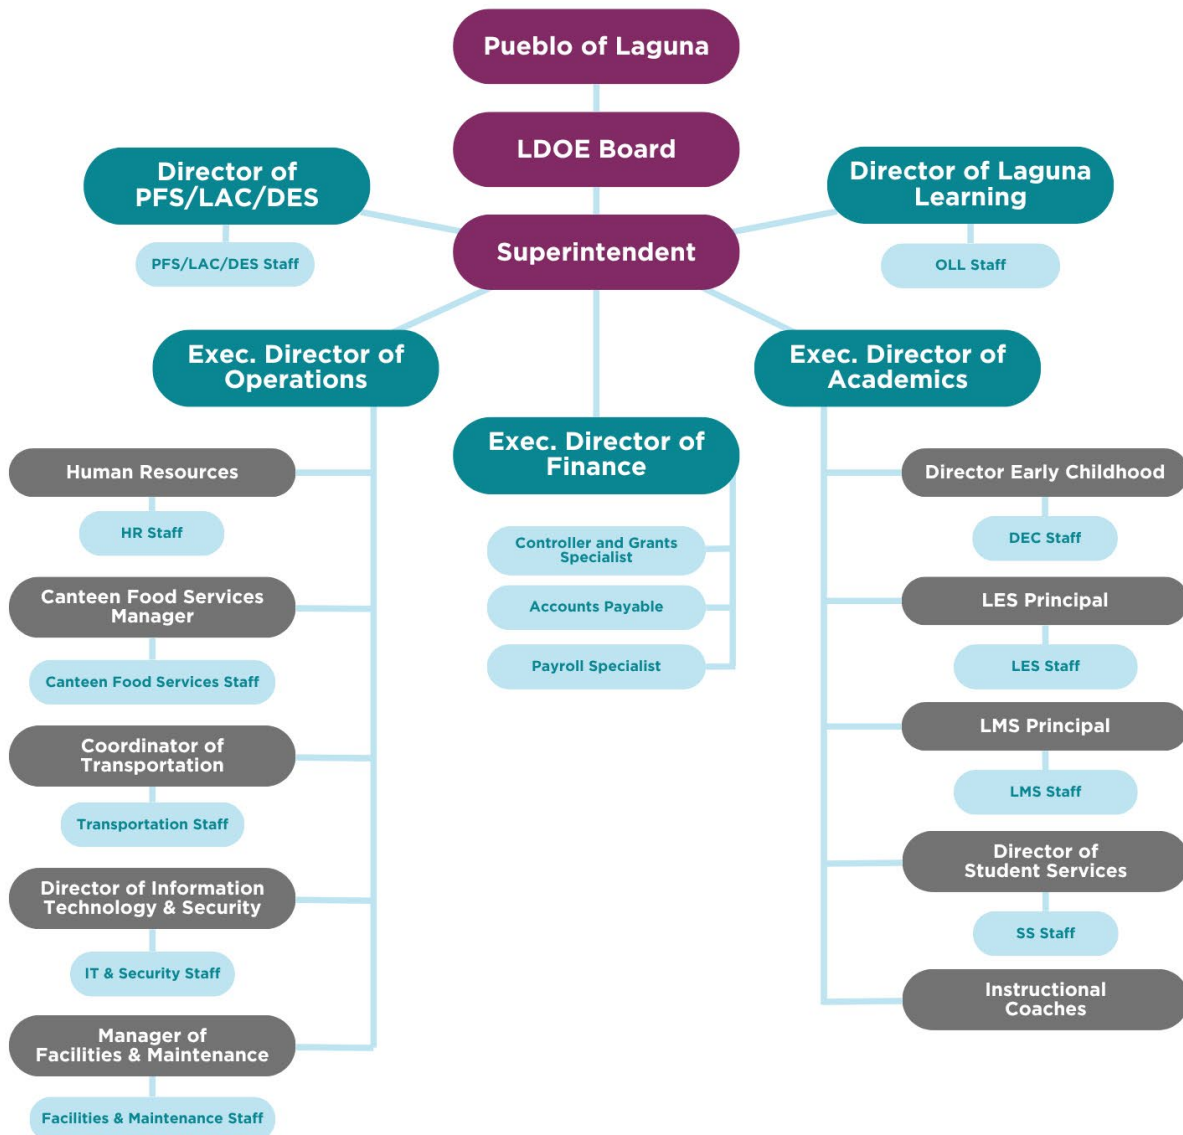 Pueblo of Laguna
LDOE Board
Director of
PFS/LAC/DES
PFS/LAC/DES Staff
Director of Laguna
Learning
OLL Staff
Superintendent
Exec. Director of
Operations
Exec. Director of
Finance
Exec. Director of
Academics
Human Resources
HR Staff
Canteen Food Services
Manager
Canteen Food Services Staff
Coordinator of
Transportation
Transportation Staff
Director of Information
Technology & Security
IT & Security Staff
Manager of
Facilities & Maintenance
Facilities & Maintenance Staff
Controller and Grants
Specialist
Accounts Payable
Payroll Specialist
Director Early Childhood
DEC Staff
LES Principal
LES Staff
LMS Principal
LMS Staff
Director of
Student Services
SS Staff
Instructional
Coaches